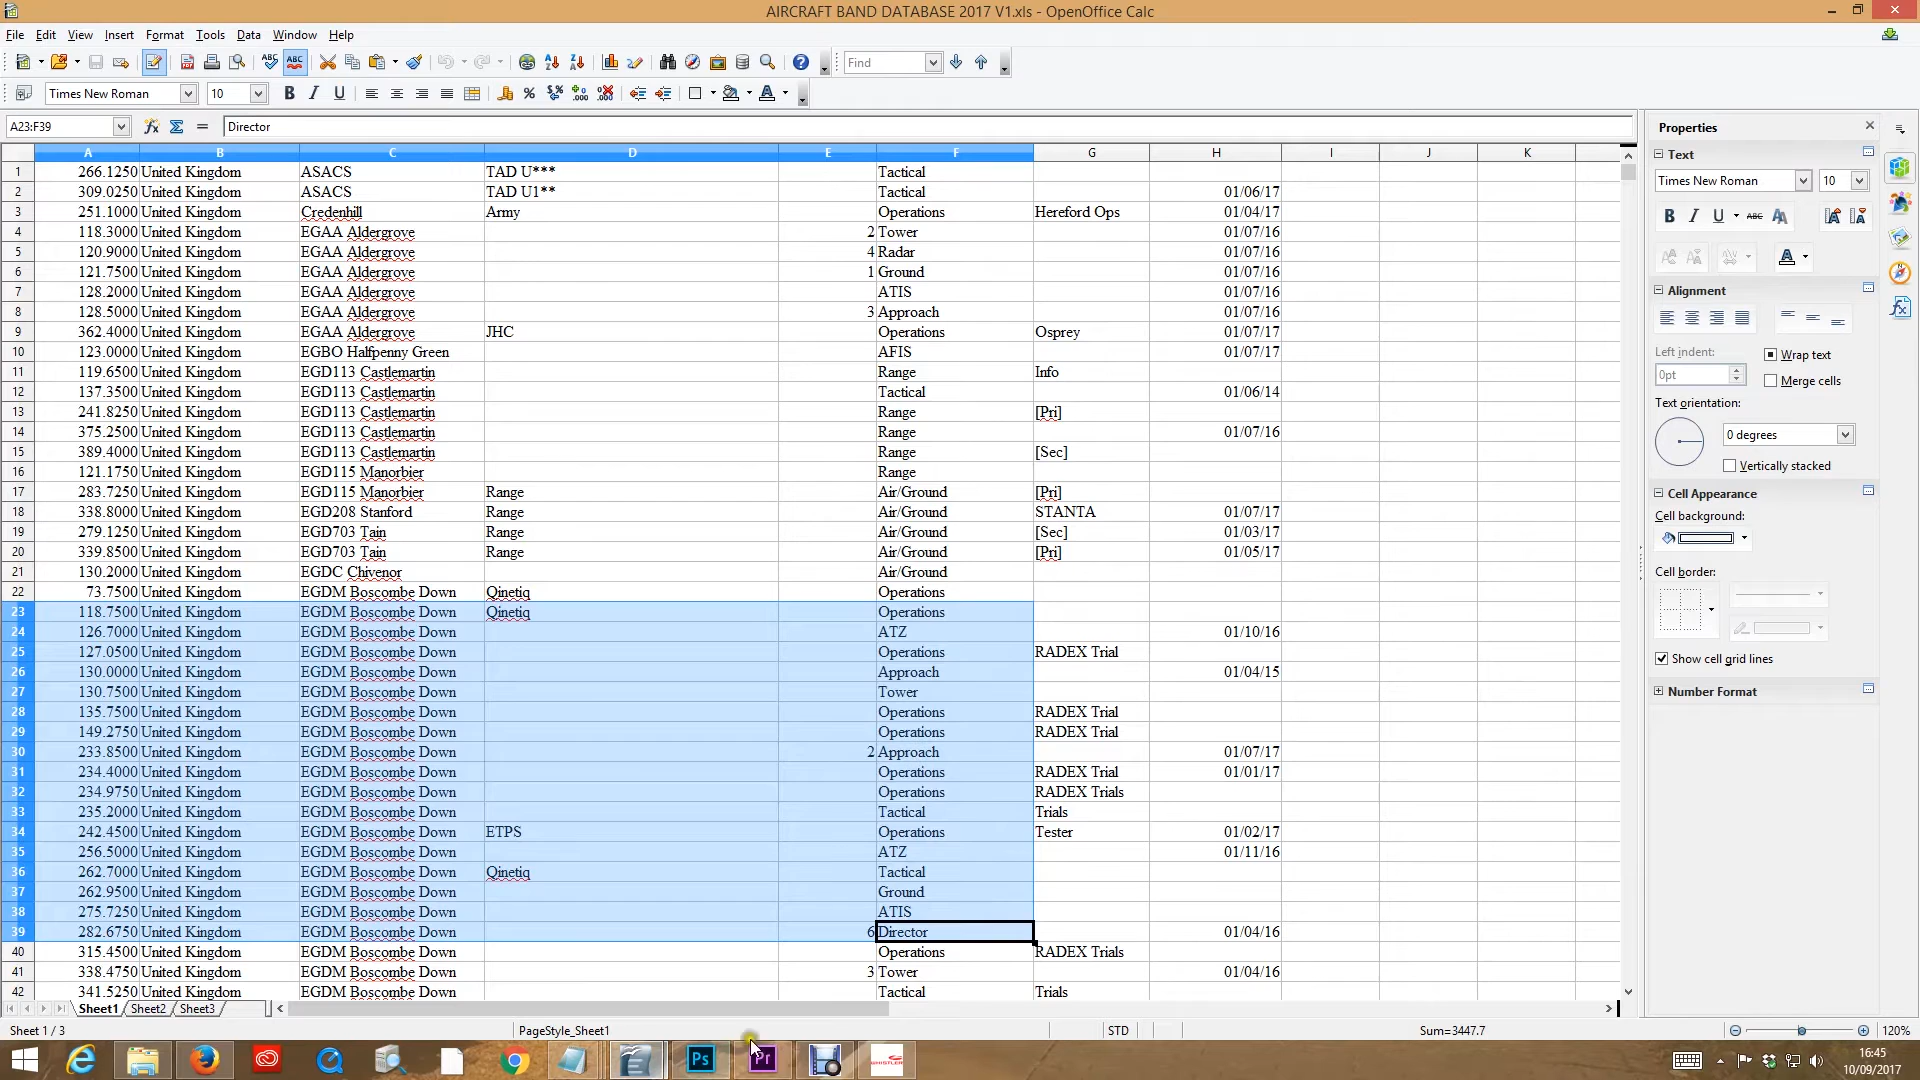 AIRCRAFT BAND DATABASE 2017 V1.xls - OpenOffice Calc
File Edit View Insert Format Tools Data Window Help
Find
Times New Roman 10
A23:F39 Director
Properties
A B C D E F G H I J K
1 266.1250 United Kingdom ASACS TAD U*** Tactical
2 309.0250 United Kingdom ASACS TAD U1** Tactical 01/06/17
3 251.1000 United Kingdom Credenhill Army Operations Hereford Ops 01/04/17
4 118.3000 United Kingdom EGAA Aldergrove 2 Tower 01/07/16
5 120.9000 United Kingdom EGAA Aldergrove 4 Radar 01/07/16
6 121.7500 United Kingdom EGAA Aldergrove 1 Ground 01/07/16
7 128.2000 United Kingdom EGAA Aldergrove ATIS 01/07/16
8 128.5000 United Kingdom EGAA Aldergrove 3 Approach 01/07/16
9 362.4000 United Kingdom EGAA Aldergrove JHC Operations Osprey 01/07/17
10 123.0000 United Kingdom EGBO Halfpenny Green AFIS 01/07/17
11 119.6500 United Kingdom EGD113 Castlemartin Range Info
12 137.3500 United Kingdom EGD113 Castlemartin Tactical 01/06/14
13 241.8250 United Kingdom EGD113 Castlemartin Range [Pri]
14 375.2500 United Kingdom EGD113 Castlemartin Range 01/07/16
15 389.4000 United Kingdom EGD113 Castlemartin Range [Sec]
16 121.1750 United Kingdom EGD115 Manorbier Range
17 283.7250 United Kingdom EGD115 Manorbier Range Air/Ground [Pri]
18 338.8000 United Kingdom EGD208 Stanford Range Air/Ground STANTA 01/07/17
19 279.1250 United Kingdom EGD703 Tain Range Air/Ground [Sec] 01/03/17
20 339.8500 United Kingdom EGD703 Tain Range Air/Ground [Pri] 01/05/17
21 130.2000 United Kingdom EGDC Chivenor Air/Ground
22 73.7500 United Kingdom EGDM Boscombe Down Qinetiq Operations
23 118.7500 United Kingdom EGDM Boscombe Down Qinetiq Operations
24 126.7000 United Kingdom EGDM Boscombe Down ATZ 01/10/16
25 127.0500 United Kingdom EGDM Boscombe Down Operations RADEX Trial
26 130.0000 United Kingdom EGDM Boscombe Down Approach 01/04/15
27 130.7500 United Kingdom EGDM Boscombe Down Tower
28 135.7500 United Kingdom EGDM Boscombe Down Operations RADEX Trial
29 149.2750 United Kingdom EGDM Boscombe Down Operations RADEX Trial
30 233.8500 United Kingdom EGDM Boscombe Down 2 Approach 01/07/17
31 234.4000 United Kingdom EGDM Boscombe Down Operations RADEX Trial 01/01/17
32 234.9750 United Kingdom EGDM Boscombe Down Operations RADEX Trials
33 235.2000 United Kingdom EGDM Boscombe Down Tactical Trials
34 242.4500 United Kingdom EGDM Boscombe Down ETPS Operations Tester 01/02/17
35 256.5000 United Kingdom EGDM Boscombe Down ATZ 01/11/16
36 262.7000 United Kingdom EGDM Boscombe Down Qinetiq Tactical
37 262.9500 United Kingdom EGDM Boscombe Down Ground
38 275.7250 United Kingdom EGDM Boscombe Down ATIS
39 282.6750 United Kingdom EGDM Boscombe Down 6 Director 01/04/16
40 315.4500 United Kingdom EGDM Boscombe Down Operations RADEX Trials
41 338.4750 United Kingdom EGDM Boscombe Down 3 Tower 01/04/16
42 341.5250 United Kingdom EGDM Boscombe Down Tactical Trials
Text
Times New Roman 10
Alignment
Left indent:
0pt
Wrap text
Merge cells
Text orientation:
0 degrees
Vertically stacked
Cell Appearance
Cell background:
Cell border:
Show cell grid lines
Number Format
Sheet1 Sheet2 Sheet3
Sheet 1 / 3 PageStyle_Sheet1 STD Sum=3447.7 120%
Ps Pr
16:45
10/09/2017